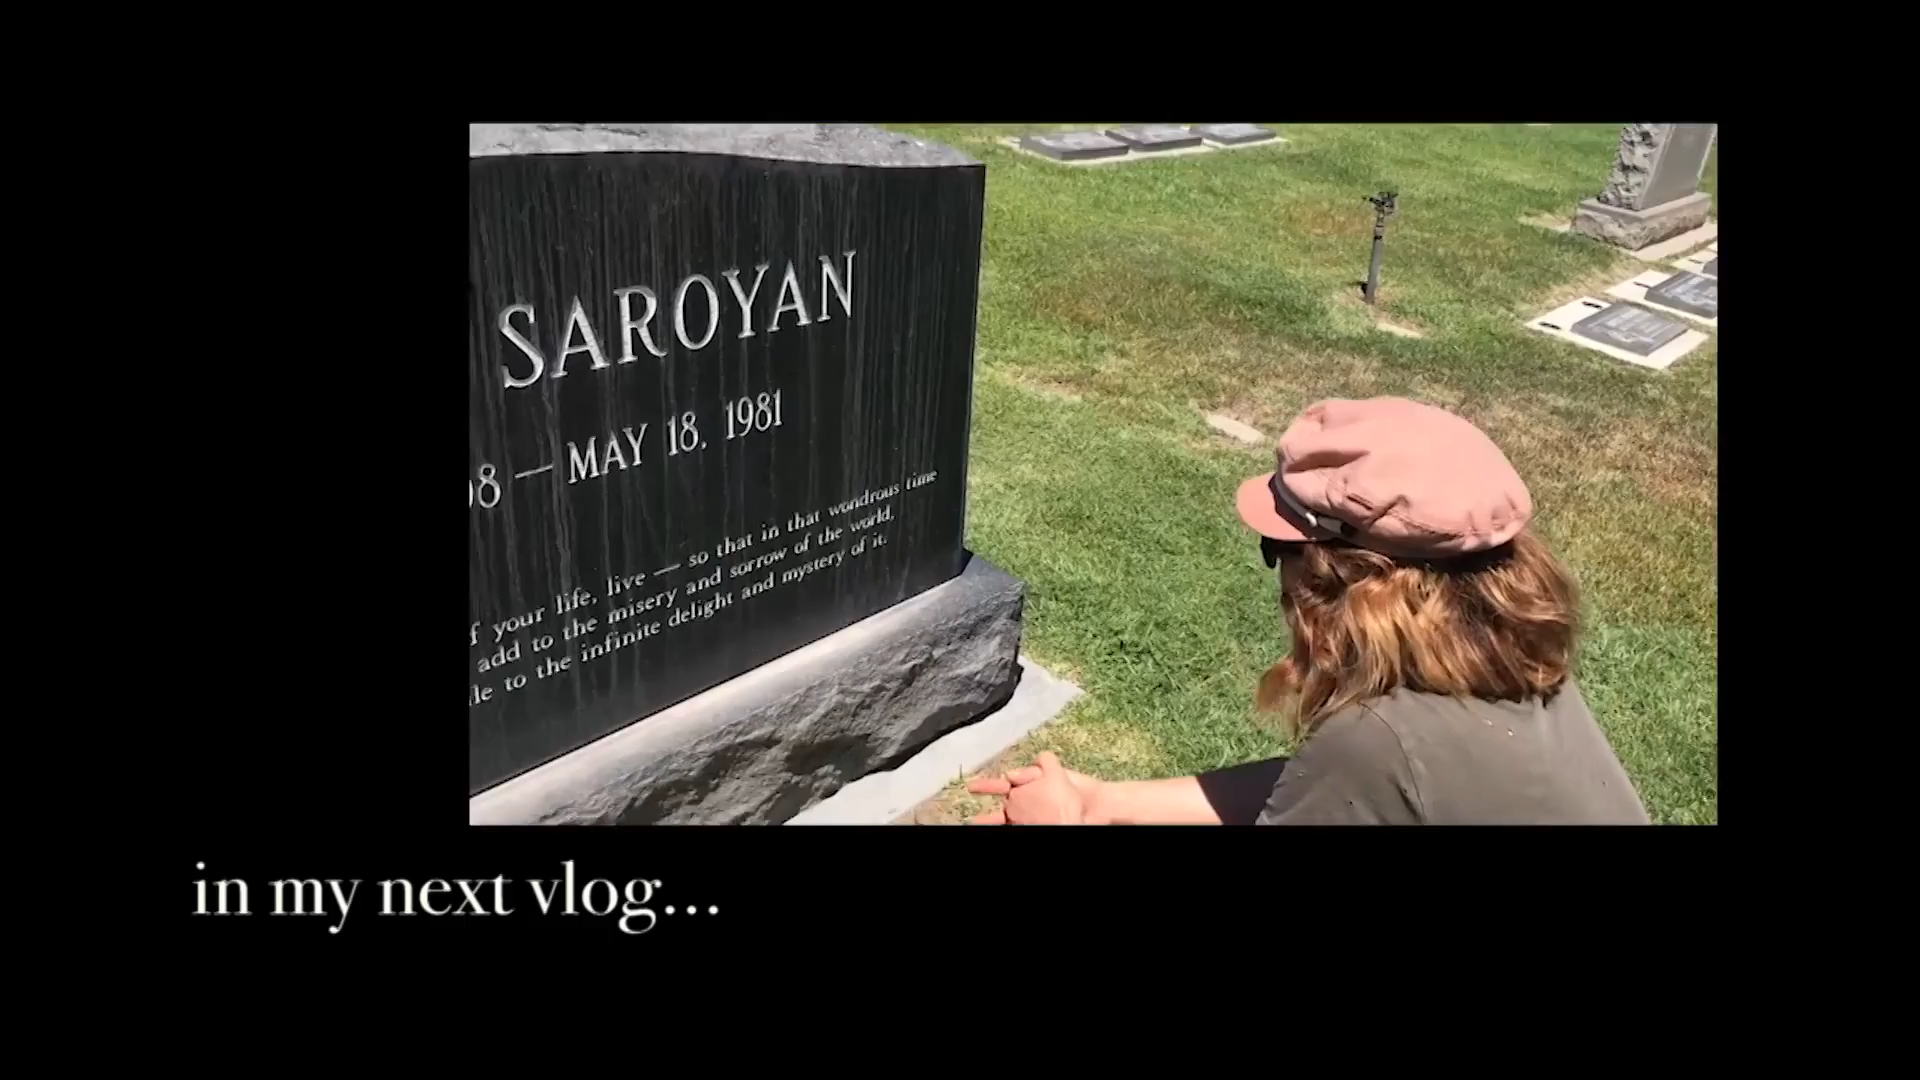 SAROYAN
8 — MAY 18, 1981
f your life, live — so that in that wondrous time
add to the misery and sorrow of the world,
le to the infinite delight and mystery of it.
in my next vlog...